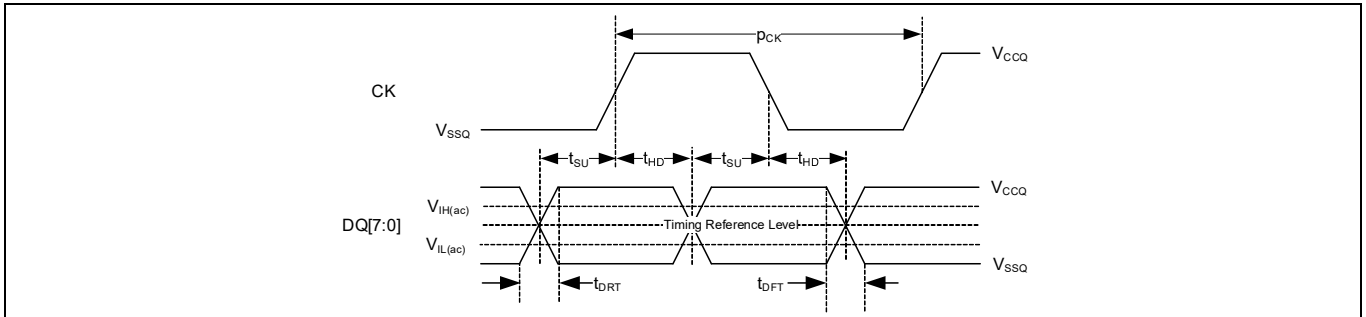 pCK
CK
VCCQ
VSSQ
tSU
tHD
tSU
tHD
DQ[7:0]
VCCQ
VIH(ac)
Timing Reference Level
VIL(ac)
VSSQ
tDRT
tDFT